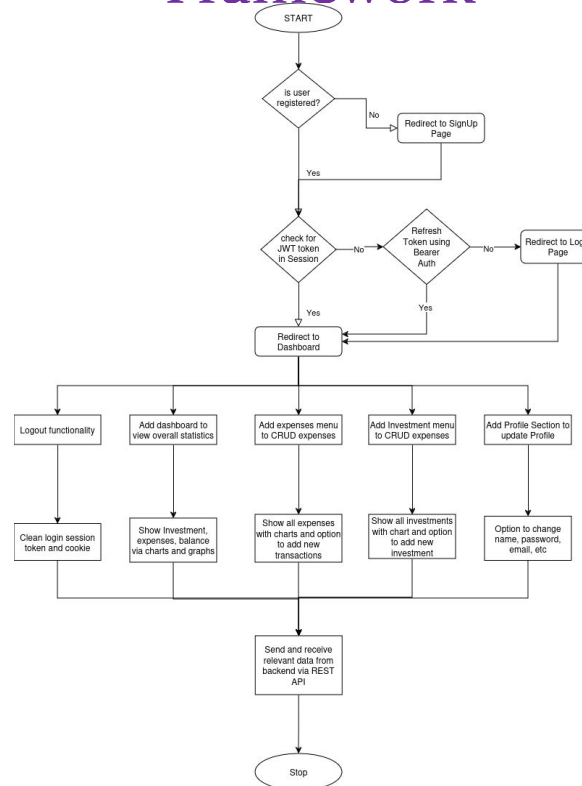 Framework
START
is user
registered?
No
Redirect to SignUp
Page
Yes
check for
JWT token
in Session
No
Refresh
Token using
Bearer
Auth
No
Redirect to Log
Page
Yes
Yes
Redirect to
Dashboard
Logout functionality
Add dashboard to
view overall statistics
Add expenses menu
to CRUD expenses
Add Investment menu
to CRUD expenses
Add Profile Section to
update Profile
Clean login session
token and cookie
Show Investment,
expenses, balance
via charts and graphs
Show all expenses
with charts and option
to add new
transactions
Show all investments
with chart and option
to add new
investment
Option to change
name, password,
email, etc
Send and receive
relevant data from
backend via REST
API
Stop